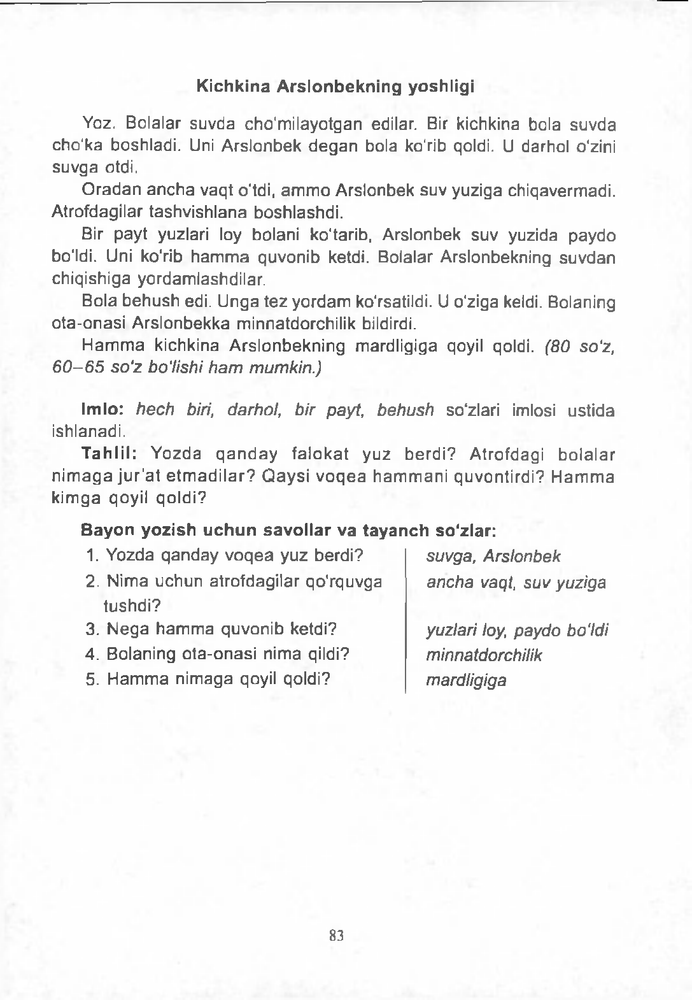 Kichkina Arslonbekning yoshligi
Yoz. Bolalar suvda cho'milayotgan edilar. Bir kichkina bola suvda
cho'ka boshladi. Uni Arslonbek degan bola ko'rib qoldi. U darhol o'zini
suvga otdi.
Oradan ancha vaqt o'tdi, ammo Arslonbek suv yuziga chiqavermadi.
Atrofdagilar tashvishlana boshlashdi.
Bir payt yuzlari loy bolani ko'tarib, Arslonbek suv yuzida paydo
bo'ldi. Uni ko'rib hamma quvonib ketdi. Bolalar Arslonbekning suvdan
chiqishiga yordamlashdilar.
Bola behush edi. Unga tez yordam ko'rsatildi. U o'ziga keldi. Bolaning
ota-onasi Arslonbekka minnatdorchilik bildirdi.
Hamma kichkina Arslonbekning mardligiga qoyil qoldi. (80 so'z,
60–65 so'z bo'lishi ham mumkin.)
Imlo: hech biri, darhol, bir payt, behush so'zlari imlosi ustida
ishlanadi.
Tahlil: Yozda qanday falokat yuz berdi? Atrofdagi bolalar
nimaga jur'at etmadilar? Qaysi voqea hammani quvontirdi? Hamma
kimga qoyil qoldi?
Bayon yozish uchun savollar va tayanch so'zlar:
1. Yozda qanday voqea yuz berdi? suvga, Arslonbek
2. Nima uchun atrofdagilar qo'rquvga ancha vaqt, suv yuziga
tushdi?
3. Nega hamma quvonib ketdi? yuzlari loy, paydo bo'ldi
4. Bolaning ota-onasi nima qildi? minnatdorchilik
5. Hamma nimaga qoyil qoldi? mardligiga
83